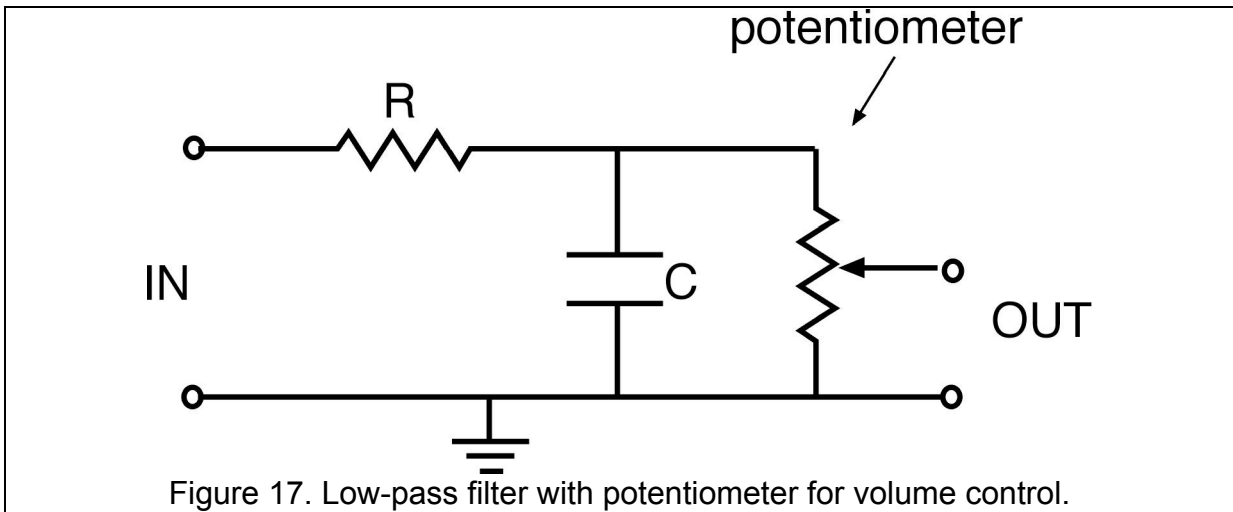 potentiometer
R
IN
C
OUT
Figure 17. Low-pass filter with potentiometer for volume control.